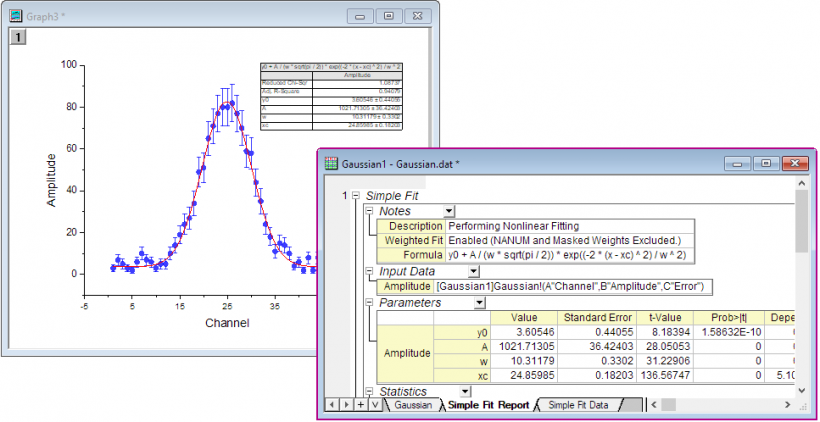 Graph3 *
1
y0 + A / (w * sqrt(pi / 2)) * exp((-2 * (x - xc) ^ 2) / w ^ 2)
Amplitude
Reduced Chi-Sqr 1.06737
Adj. R-Square 0.94079
y0 3.60546 ± 0.44055
A 1021.71305 ± 36.42403
w 10.31179 ± 0.3302
xc 24.85985 ± 0.18203
100
80
60
40
20
0
Amplitude
-5 5 15 25 35
Channel
Gaussian1 - Gaussian.dat *
1 Simple Fit
Notes
Description Performing Nonlinear Fitting
Weighted Fit Enabled (NANUM and Masked Weights Excluded.)
Formula y0 + A / (w * sqrt(pi / 2)) * exp((-2 * (x - xc) ^ 2) / w ^ 2)
Input Data
Amplitude [Gaussian1]Gaussian!(A"Channel",B"Amplitude",C"Error")
Parameters
Value Standard Error t-Value Prob>|t| Depe
Amplitude
y0 3.60546 0.44055 8.18394 1.58632E-10
A 1021.71305 36.42403 28.05053 0
w 10.31179 0.3302 31.22906 0
xc 24.85985 0.18203 136.56747 0 5.10
Statistics
Gaussian Simple Fit Report Simple Fit Data